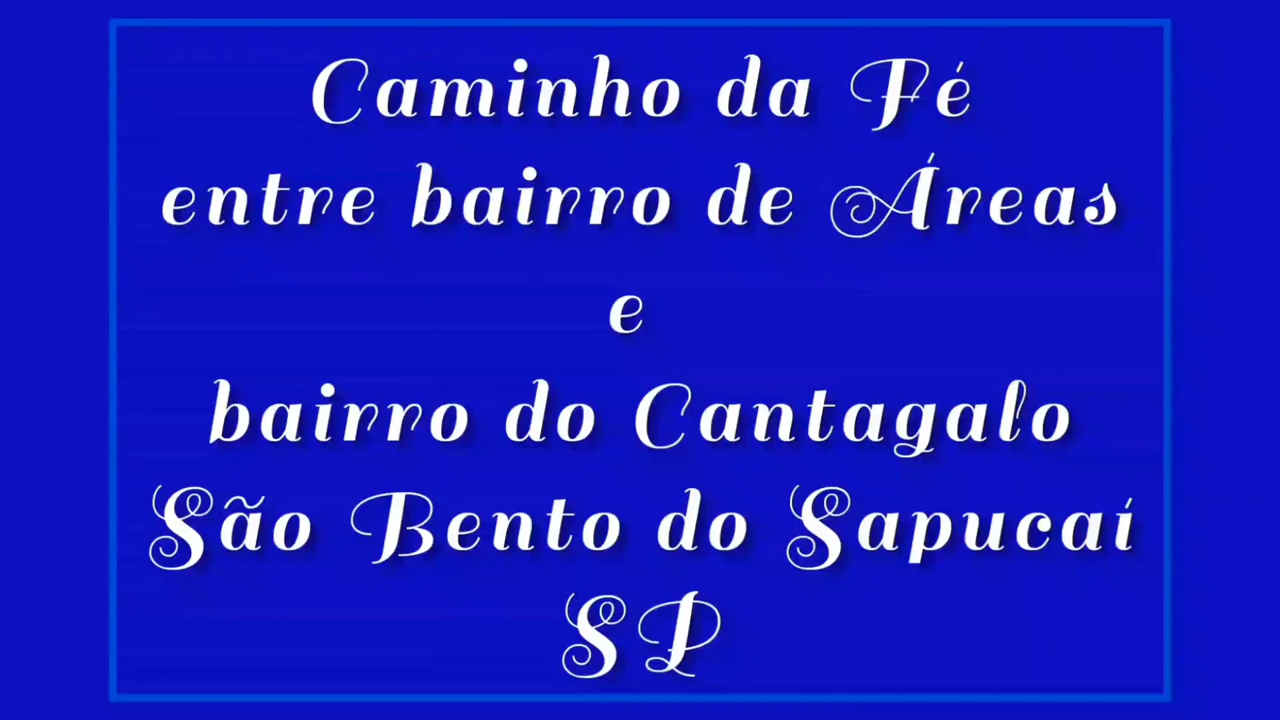 Caminho da Fé
entre bairro de Áreas
e
bairro do Cantagalo
São Bento do Sapucaí
SP